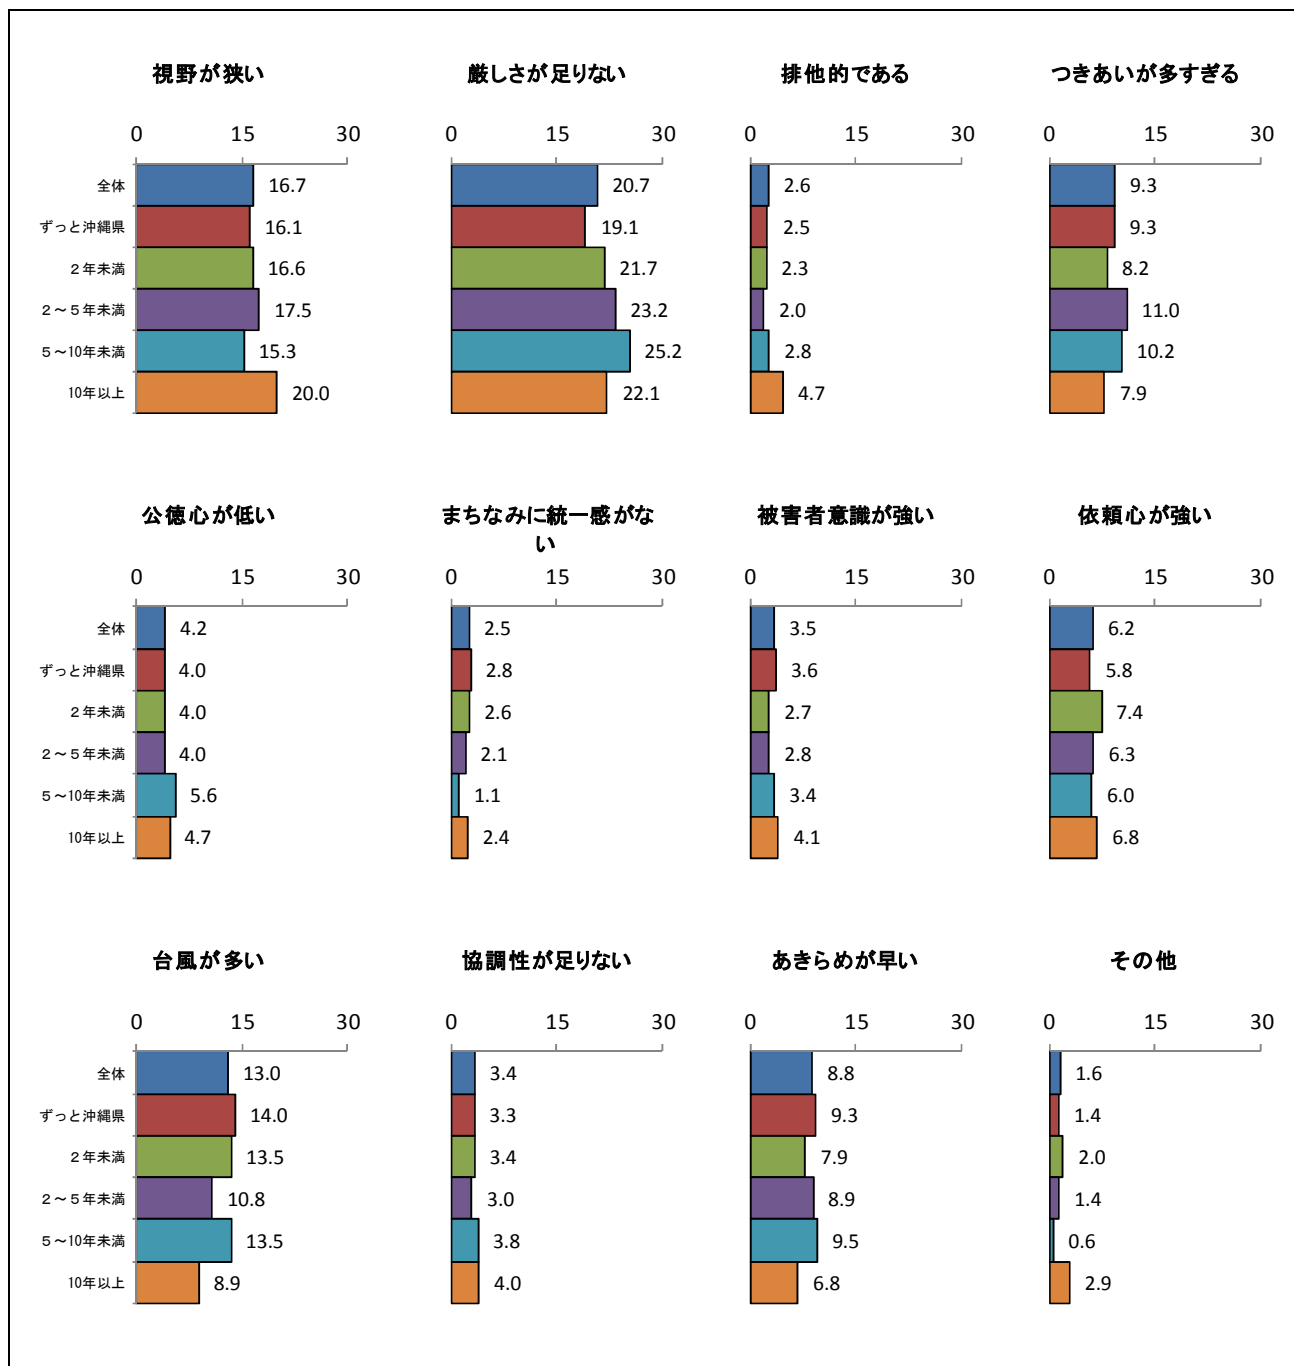 視野が狭い 厳しさが足りない 排他的である つきあいが多すぎる
0 15 30 0 15 30 0 15 30 0 15 30
全体 16.7 20.7 2.6 9.3
ずっと沖縄県 16.1 19.1 2.5 9.3
２年未満 16.6 21.7 2.3 8.2
２～５年未満 17.5 23.2 2.0 11.0
５～10年未満 15.3 25.2 2.8 10.2
10年以上 20.0 22.1 4.7 7.9
公徳心が低い まちなみに統一感がな 被害者意識が強い 依頼心が強い
い
0 15 30 0 15 30 0 15 30 0 15 30
全体 4.2 2.5 3.5 6.2
ずっと沖縄県 4.0 2.8 3.6 5.8
２年未満 4.0 2.6 2.7 7.4
２～５年未満 4.0 2.1 2.8 6.3
５～10年未満 5.6 1.1 3.4 6.0
10年以上 4.7 2.4 4.1 6.8
台風が多い 協調性が足りない あきらめが早い その他
0 15 30 0 15 30 0 15 30 0 15 30
全体 13.0 3.4 8.8 1.6
ずっと沖縄県 14.0 3.3 9.3 1.4
２年未満 13.5 3.4 7.9 2.0
２～５年未満 10.8 3.0 8.9 1.4
５～10年未満 13.5 3.8 9.5 0.6
10年以上 8.9 4.0 6.8 2.9